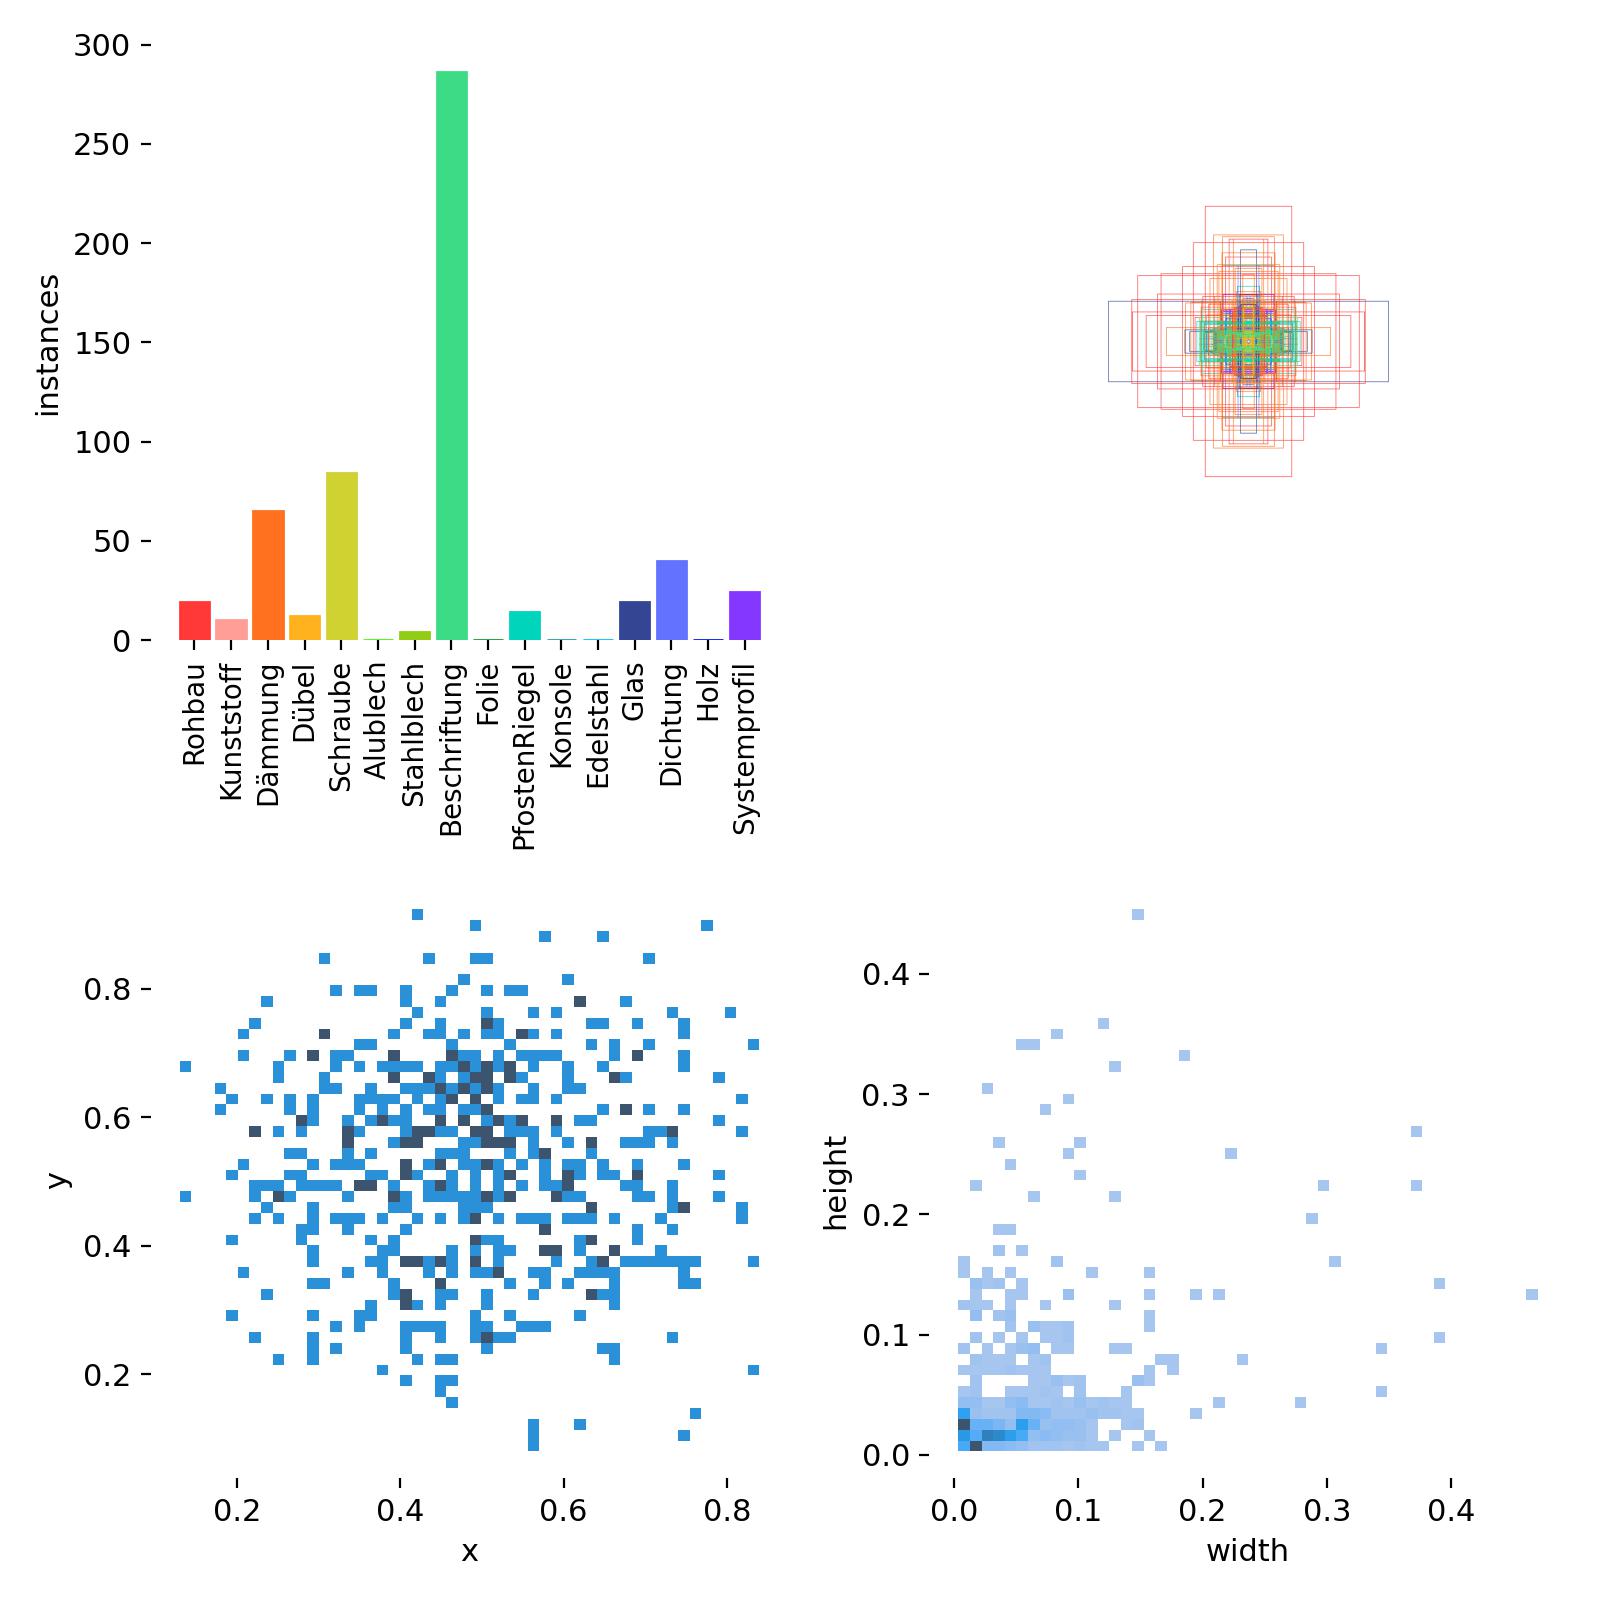 300
250
200
150
100
50
0
instances
Rohbau
Kunststoff
Dämmung
Dübel
Schraube
Alublech
Stahlblech
Beschriftung
Folie
PfostenRiegel
Konsole
Edelstahl
Glas
Dichtung
Holz
Systemprofil
0.8
0.6
0.4
0.2
y
0.2 0.4 0.6 0.8
x
0.4
0.3
0.2
0.1
0.0
height
0.0 0.1 0.2 0.3 0.4
width